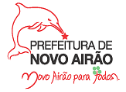 PREFEITURA DE
NOVO AIRÃO
Novo Airão para todos